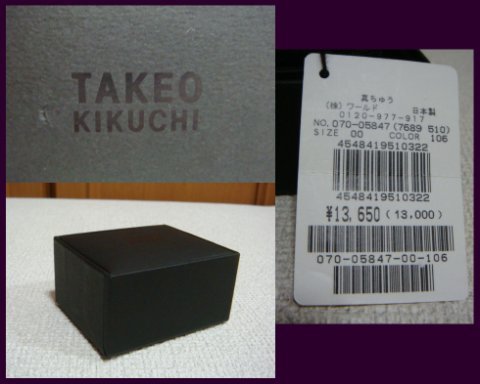 TAKEO
KIKUCHI
真ちゅう
(株) ワールド 日本製
0120-977-917
NO. 070-05847 (7689 510)
SIZE 00 COLOR 106
4548419510322
4548419510322
¥13,650 (13,000)
070-05847-00-106